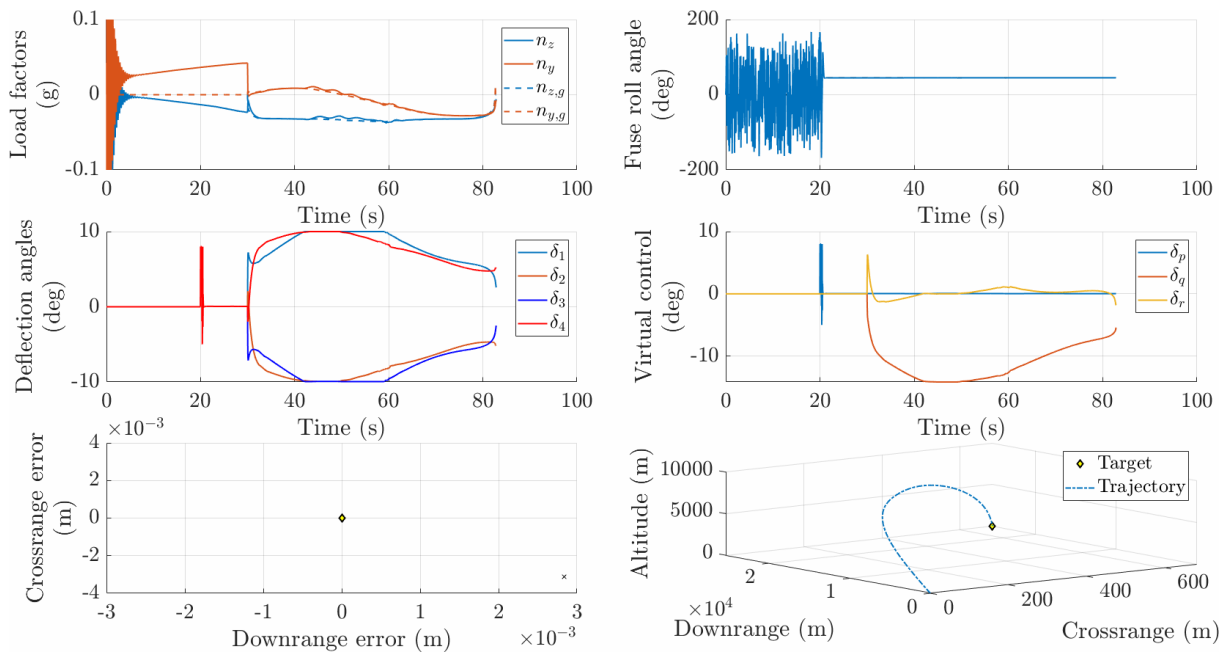 0.1
0
-0.1
Load factors
(g)
n_z
n_y
n_{z,g}
n_{y,g}
0 20 40 60 80 100
Time (s)
200
0
-200
Fuse roll angle
(deg)
0 20 40 60 80 100
Time (s)
10
0
-10
Deflection angles
(deg)
δ_1
δ_2
δ_3
δ_4
0 20 40 60 80 100
Time (s)
10
0
-10
Virtual control
(deg)
δ_p
δ_q
δ_r
0 20 40 60 80 100
Time (s)
×10^{-3}
4
2
0
-2
-4
Crossrange error
(m)
-3 -2 -1 0 1 2 3
Downrange error (m)
×10^{-3}
10000
5000
0
Altitude (m)
Target
Trajectory
2 1 0
×10^4
Downrange (m)
0 200 400 600
Crossrange (m)